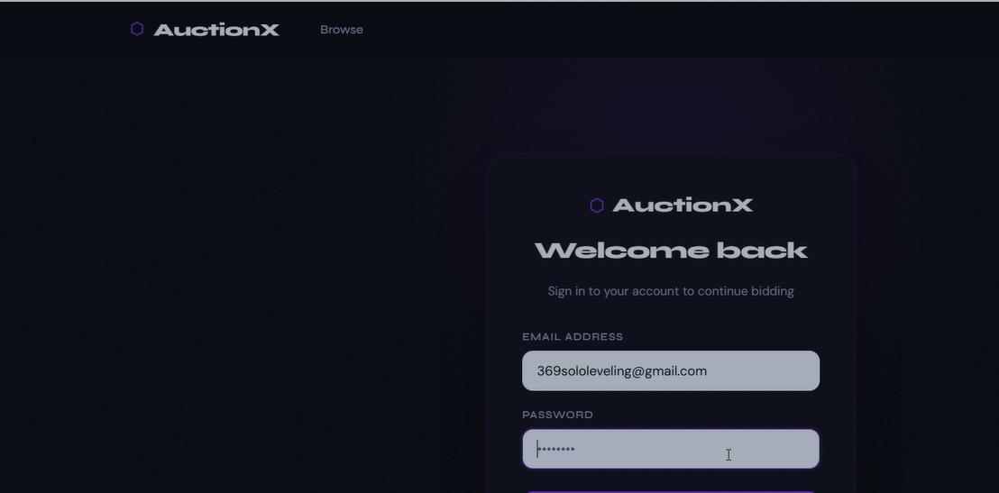 AuctionX
Browse
AuctionX
Welcome back
Sign in to your account to continue bidding
EMAIL ADDRESS
369sololeveling@gmail.com
PASSWORD
••••••••